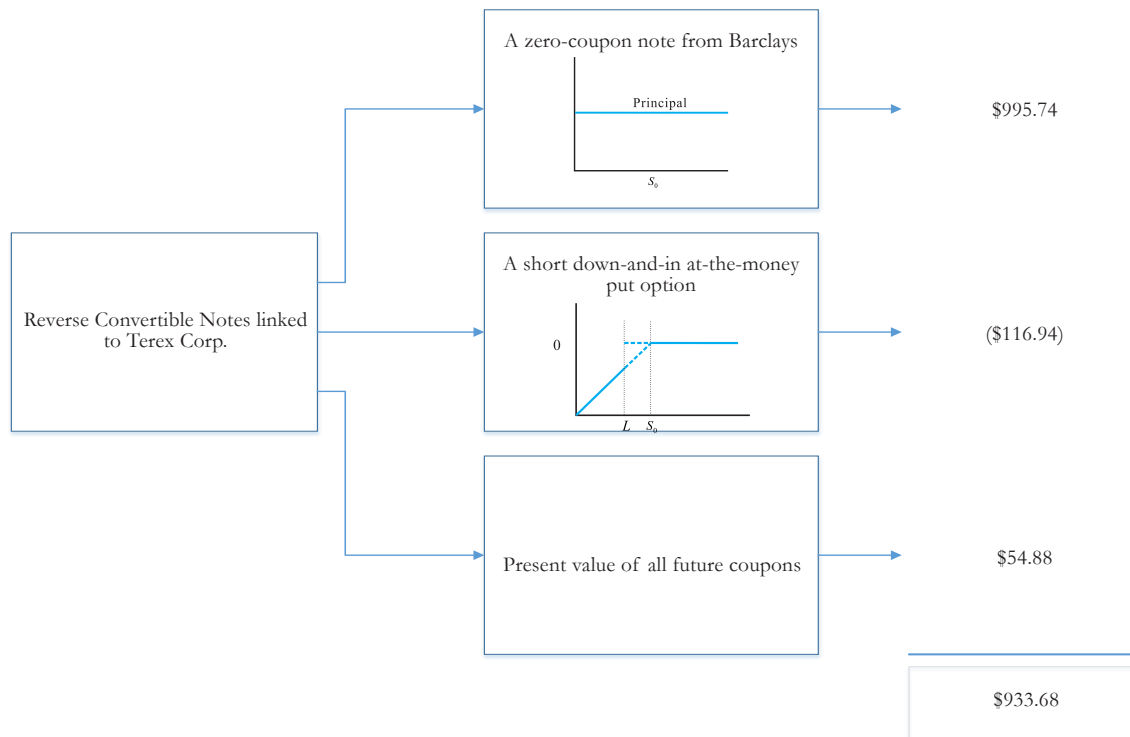 A zero-coupon note from Barclays
Principal
S₀
$995.74
Reverse Convertible Notes linked
to Terex Corp.
A short down-and-in at-the-money
put option
0
L S₀
($116.94)
Present value of all future coupons
$54.88
$933.68